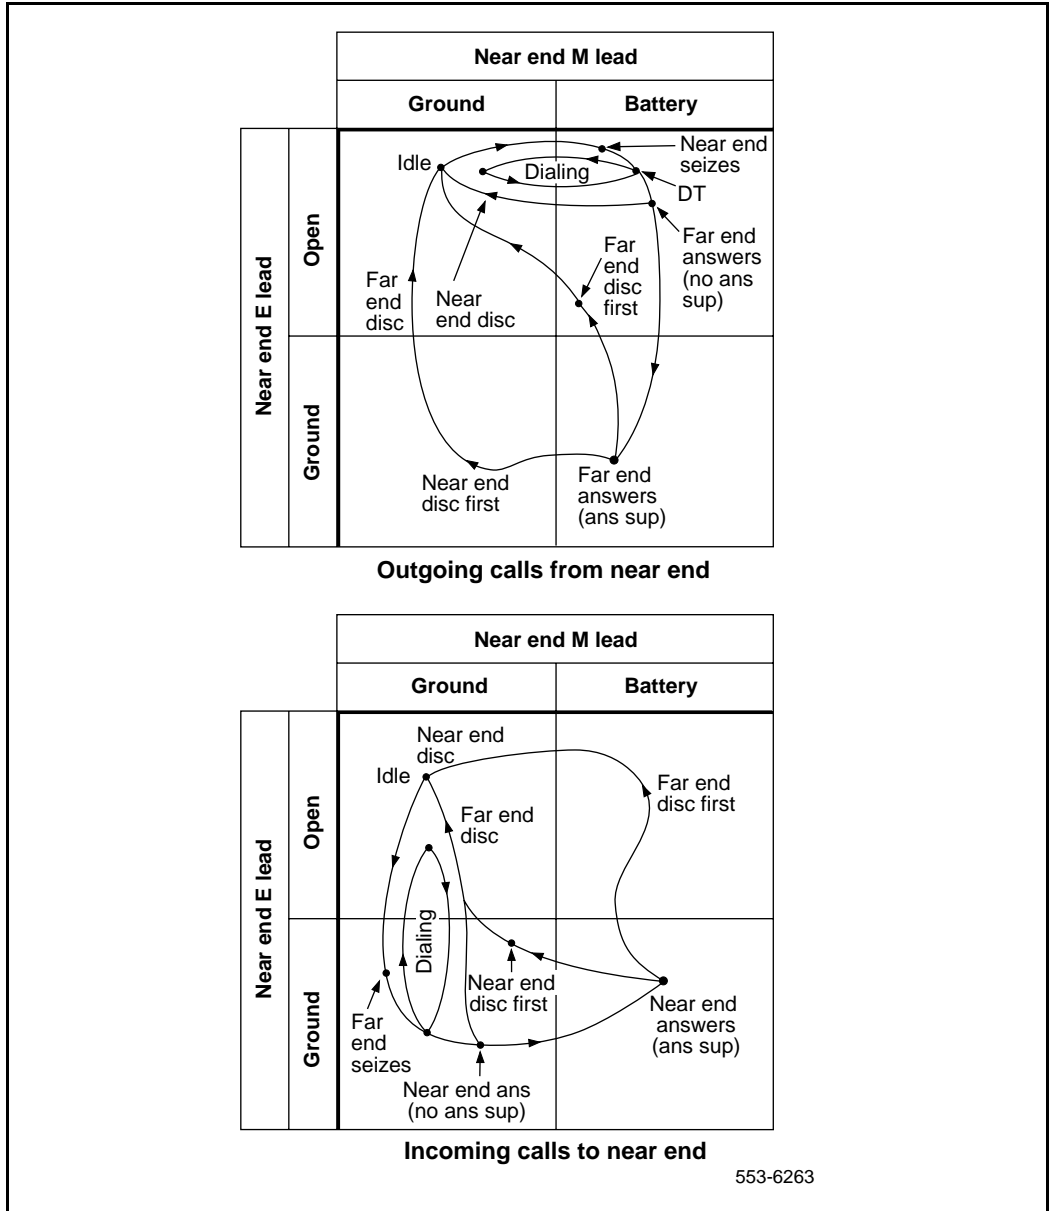 Near end M lead
Ground
Battery
Near end E lead
Open
Ground
Idle
Dialing
Near end
seizes
DT
Far end
answers
(no ans
sup)
Far
end
disc
first
Far
end
disc
Near
end disc
Near end
disc first
Far end
answers
(ans sup)
Outgoing calls from near end
Near end M lead
Ground
Battery
Near end E lead
Open
Ground
Near end
disc
Idle
Far end
disc
Far end
disc first
Dialing
Near end
disc first
Far
end
seizes
Near end
answers
(ans sup)
Near end ans
(no ans sup)
Incoming calls to near end
553-6263